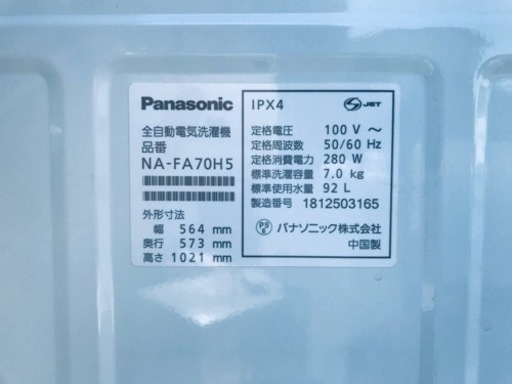 Panasonic
全自動電気洗濯機
品番
NA-FA70H5
外形寸法
幅 564 mm
奥行 573 mm
高さ 1021 mm
IPX4
S JET
定格電圧 100 V ～
定格周波数 50/60 Hz
定格消費電力 280 W
標準洗濯容量 7.0 kg
標準使用水量 92 L
製造番号 1812503165
PS E パナソニック株式会社
中国製